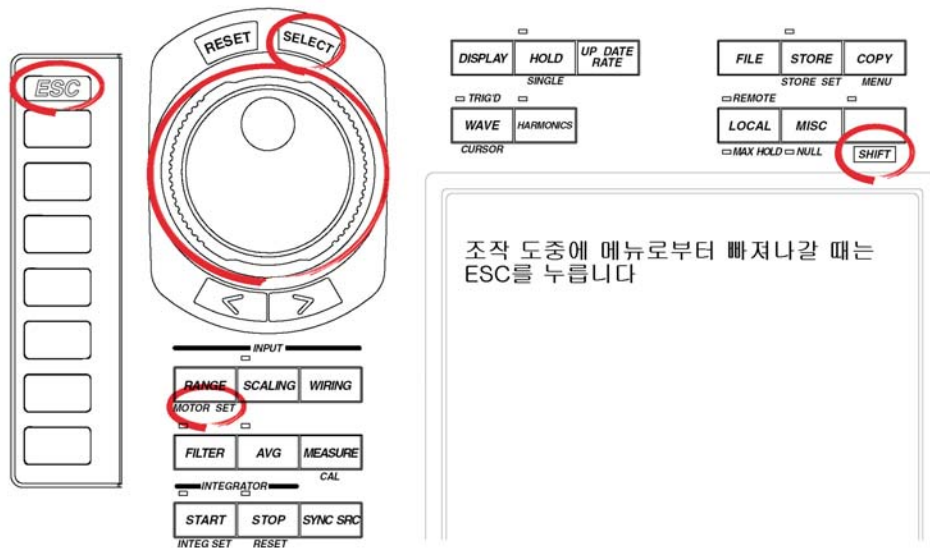 ESC
RESET
SELECT
INPUT
RANGE SCALING WIRING
MOTOR SET
FILTER AVG MEASURE
CAL
INTEGRATOR
START STOP SYNC SRC
INTEG SET RESET
DISPLAY HOLD UP DATE RATE
SINGLE
TRIG'D
WAVE HARMONICS
CURSOR
FILE STORE COPY
STORE SET MENU
REMOTE
LOCAL MISC
MAX HOLD NULL SHIFT
조작 도중에 메뉴로부터 빠져나갈 때는
ESC를 누릅니다